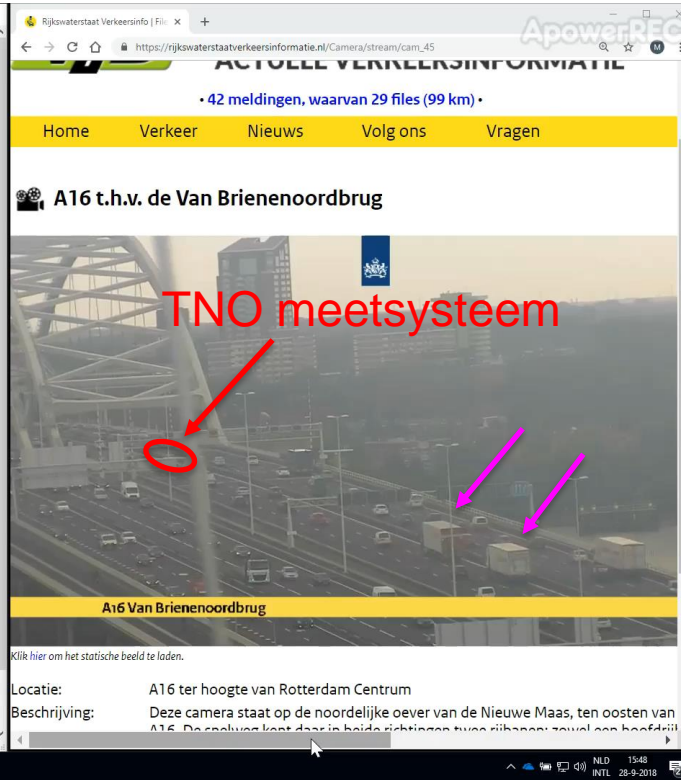 Rijkswaterstaat Verkeersinfo | File
https://rijkswaterstaatverkeersinformatie.nl/Camera/stream/cam_45
ApowerREC
M
ACTUELE VERKEERSINFORMATIE
• 42 meldingen, waarvan 29 files (99 km) •
Home Verkeer Nieuws Volg ons Vragen
A16 t.h.v. de Van Brienenoordbrug
TNO meetsysteem
A16 Van Brienenoordbrug
Klik hier om het statische beeld te laden.
Locatie: A16 ter hoogte van Rotterdam Centrum
Beschrijving: Deze camera staat op de noordelijke oever van de Nieuwe Maas, ten oosten van
A16. De snelweg kent daar in beide richtingen twee rijbanen: zowel een hoofdrij
NLD 15:48
INTL 28-9-2018